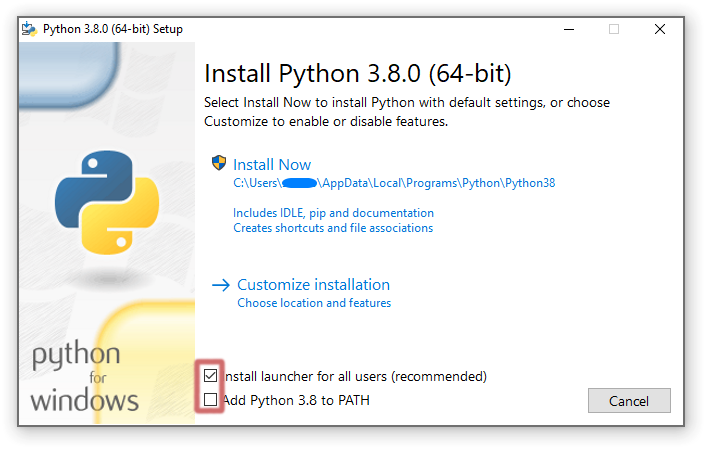 Python 3.8.0 (64-bit) Setup
Install Python 3.8.0 (64-bit)
Select Install Now to install Python with default settings, or choose
Customize to enable or disable features.
Install Now
C:\Users\ \AppData\Local\Programs\Python\Python38
Includes IDLE, pip and documentation
Creates shortcuts and file associations
Customize installation
Choose location and features
python
for
windows
Install launcher for all users (recommended)
Add Python 3.8 to PATH
Cancel